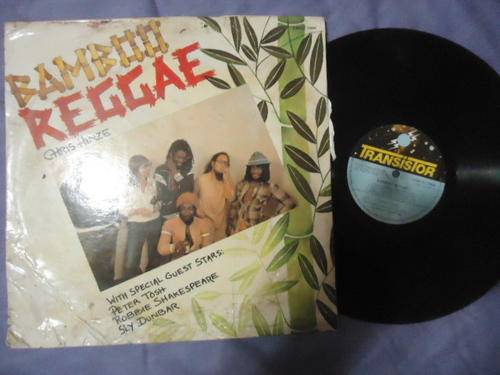 BAMBOO
REGGAE
CHRIS HINZE
WITH SPECIAL GUEST STARS:
PETER TOSH
ROBBIE SHAKESPEARE
SLY DUNBAR
TRANSISTOR